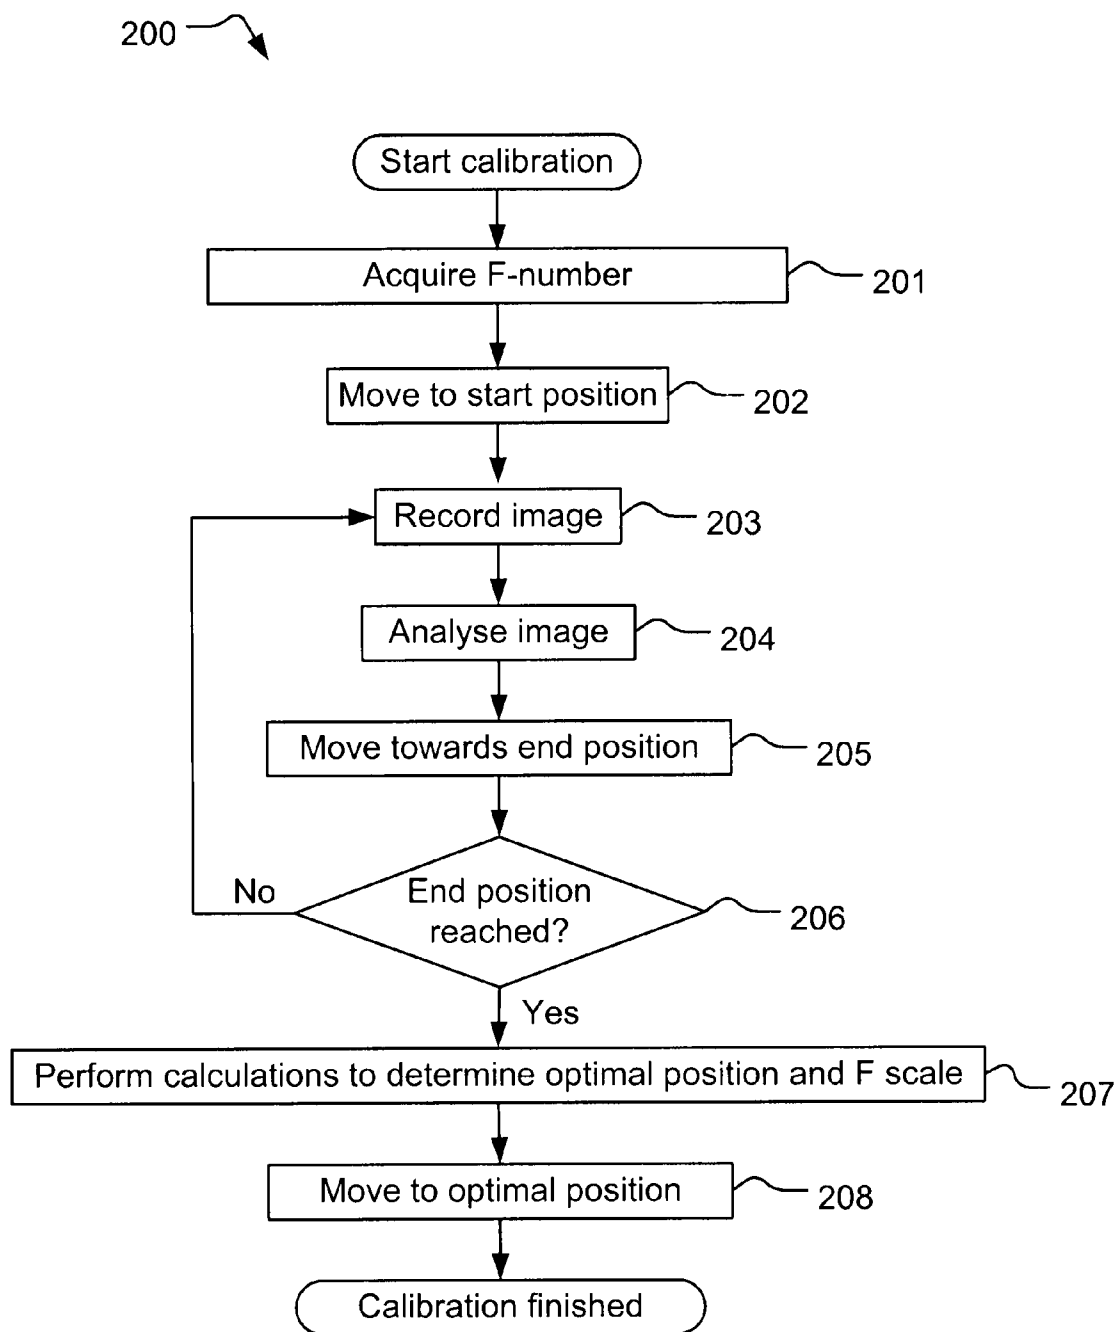 200
Start calibration
Acquire F-number
201
Move to start position
202
Record image
203
Analyse image
204
Move towards end position
205
No
End position
reached?
206
Yes
Perform calculations to determine optimal position and F scale
207
Move to optimal position
208
Calibration finished